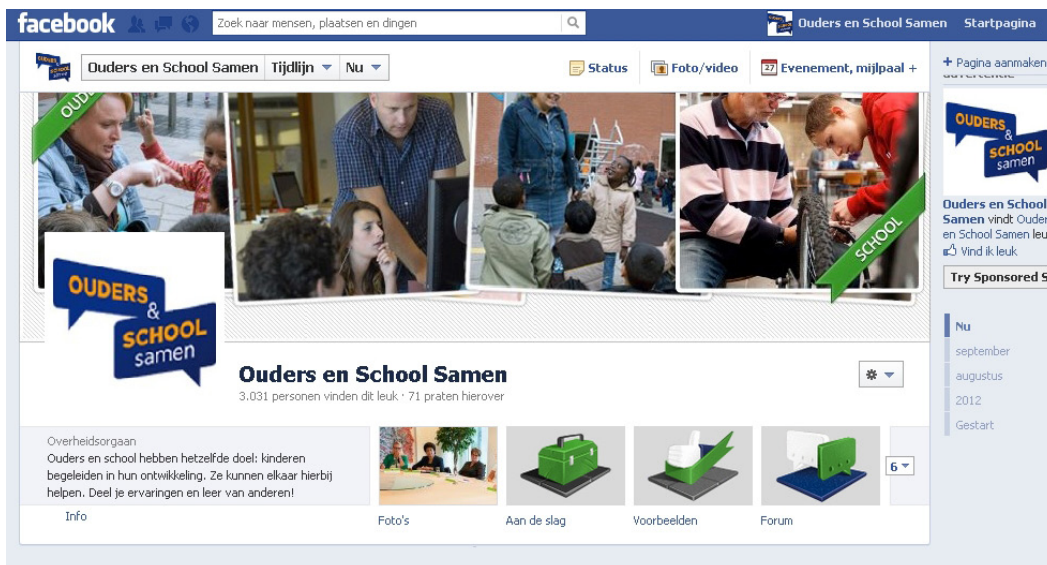 facebook
Zoek naar mensen, plaatsen en dingen
Ouders en School Samen Startpagina
Ouders en School Samen Tijdlijn Nu
Status Foto/video 27 Evenement, mijlpaal +
+ Pagina aanmaken
OUDERS
& SCHOOL
samen
Ouders en School
Samen vindt Ouder
en School Samen leu
Vind ik leuk
Try Sponsored S
SCHOOL
OUDERS
&
SCHOOL
samen
Ouders en School Samen
3.031 personen vinden dit leuk · 71 praten hierover
Nu
september
augustus
2012
Gestart
Overheidsorgaan
Ouders en school hebben hetzelfde doel: kinderen
begeleiden in hun ontwikkeling. Ze kunnen elkaar hierbij
helpen. Deel je ervaringen en leer van anderen!
Info
6
Foto's Aan de slag Voorbeelden Forum